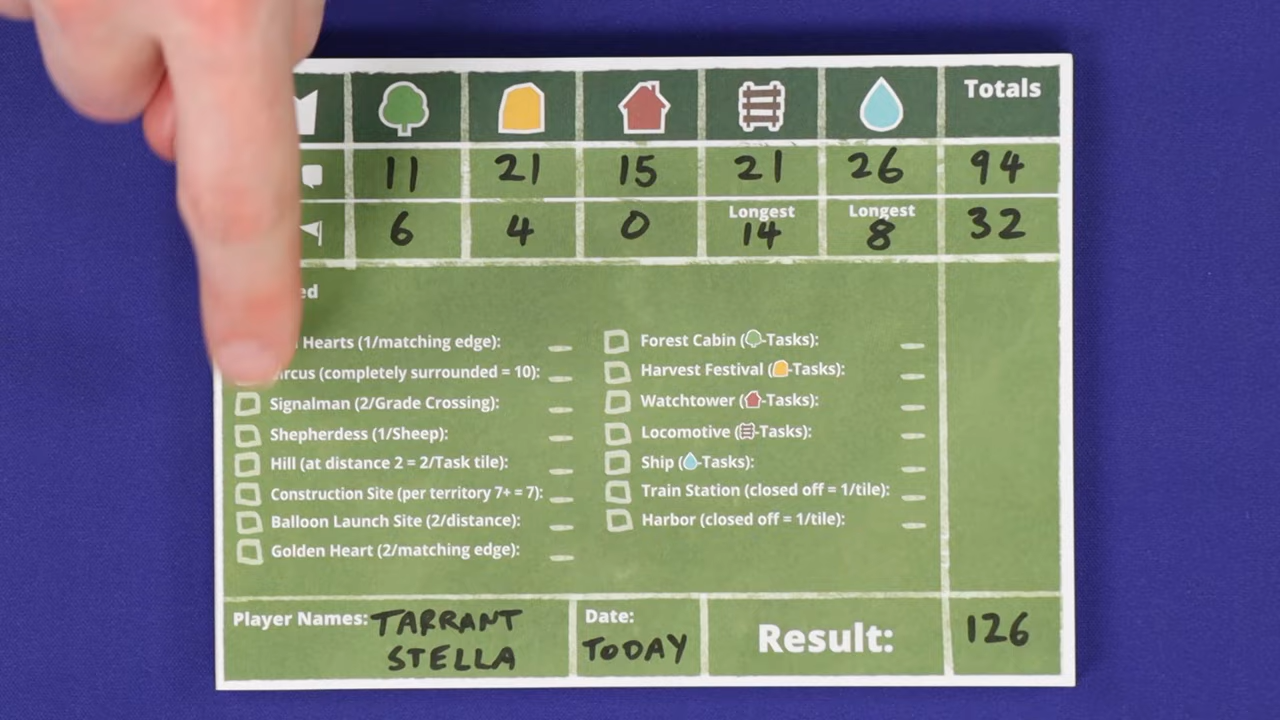 Totals
11 21 15 21 26 94
Longest Longest
6 4 0 14 8 32
Hearts (1/matching edge):
Circus (completely surrounded = 10):
Signalman (2/Grade Crossing):
Shepherdess (1/Sheep):
Hill (at distance 2 = 2/Task tile):
Construction Site (per territory 7+ = 7):
Balloon Launch Site (2/distance):
Golden Heart (2/matching edge):
Forest Cabin (-Tasks):
Harvest Festival (-Tasks):
Watchtower (-Tasks):
Locomotive (-Tasks):
Ship (-Tasks):
Train Station (closed off = 1/tile):
Harbor (closed off = 1/tile):
Player Names: TARRANT
STELLA
Date:
TODAY
Result: 126